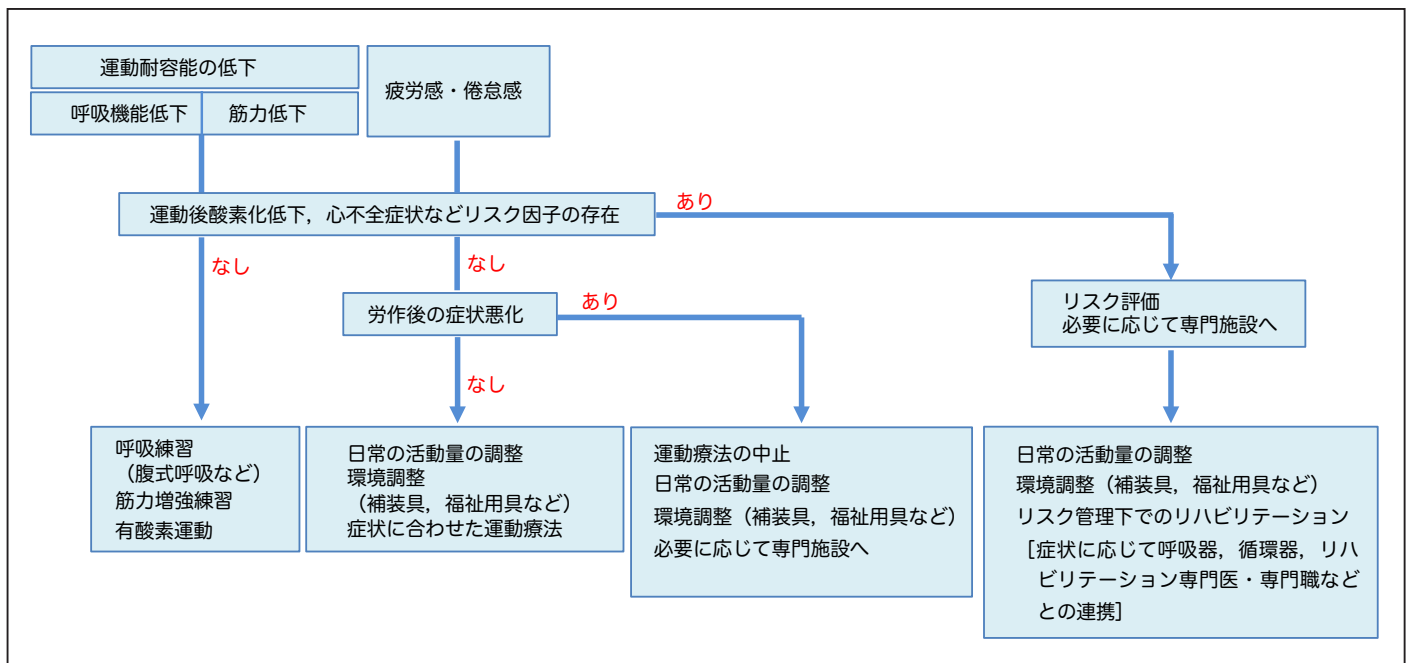 運動耐容能の低下
呼吸機能低下
筋力低下
疲労感・倦怠感
運動後酸素化低下，心不全症状などリスク因子の存在
あり
なし
なし
労作後の症状悪化
あり
リスク評価
必要に応じて専門施設へ
なし
呼吸練習
（腹式呼吸など）
筋力増強練習
有酸素運動
日常の活動量の調整
環境調整
（補装具，福祉用具など）
症状に合わせた運動療法
運動療法の中止
日常の活動量の調整
環境調整（補装具，福祉用具など）
必要に応じて専門施設へ
日常の活動量の調整
環境調整（補装具，福祉用具など）
リスク管理下でのリハビリテーション
［症状に応じて呼吸器，循環器，リハ
ビリテーション専門医・専門職など
との連携］